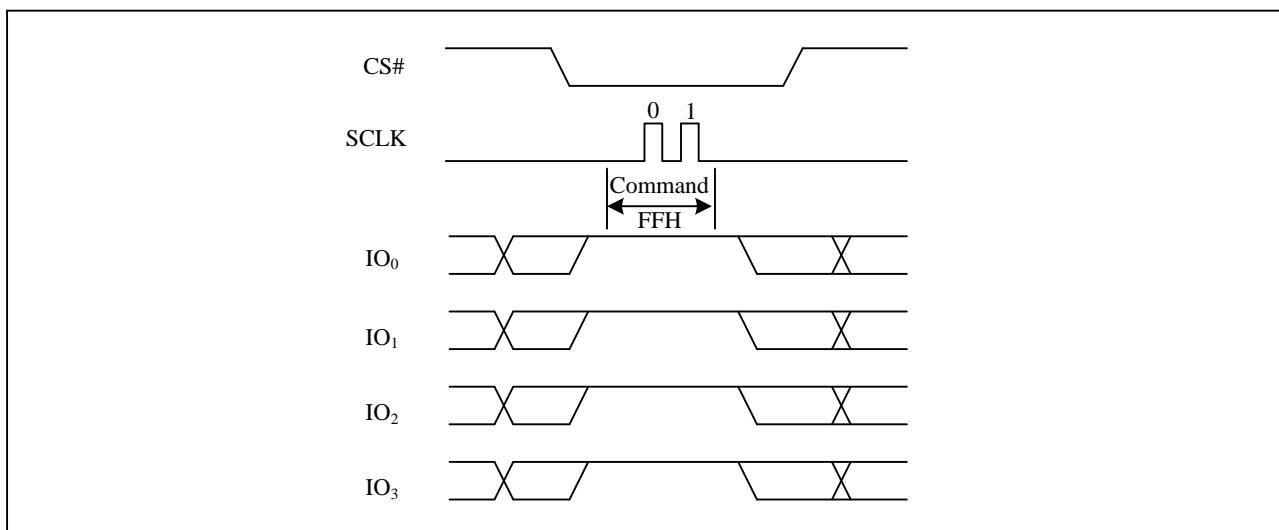 CS#
0 1
SCLK
Command
FFH
IO₀
IO₁
IO₂
IO₃